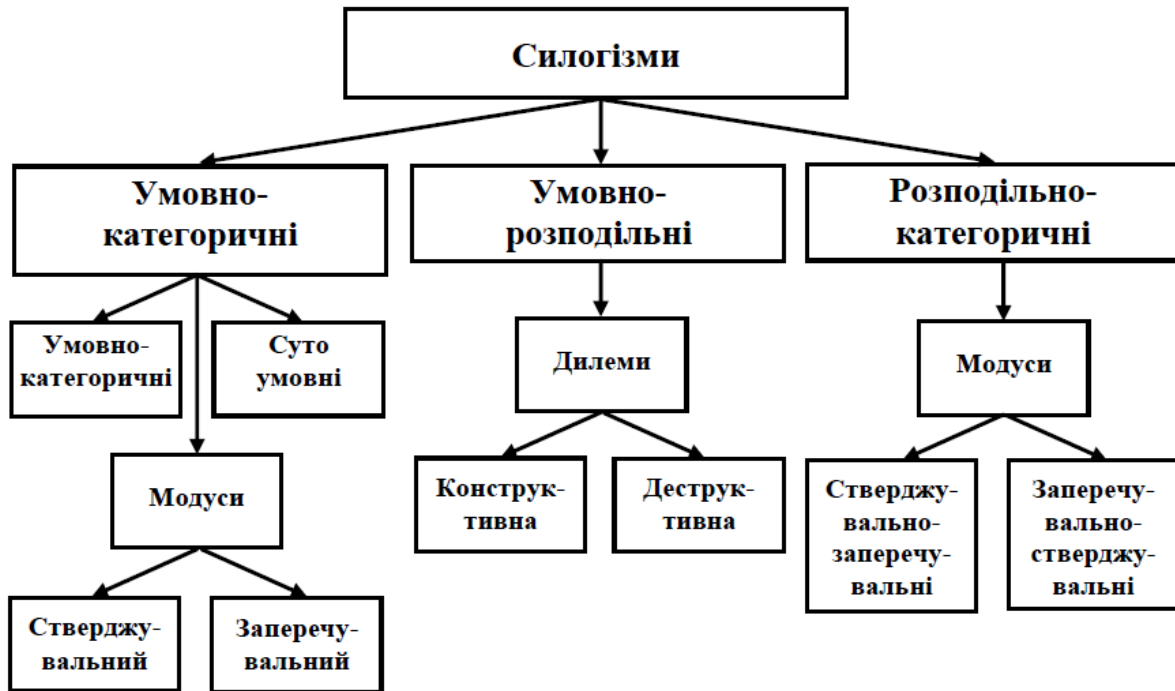 Силогізми
Умовно-
категоричні
Умовно-
розподільні
Розподільно-
категоричні
Умовно-
категоричні
Суто
умовні
Дилеми
Модуси
Модуси
Конструк-
тивна
Деструк-
тивна
Стверджу-
вально-
заперечу-
вальні
Заперечу-
вально-
стверджу-
вальні
Стверджу-
вальний
Заперечу-
вальний